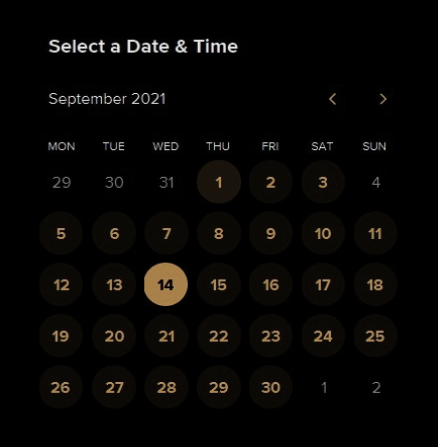 Select a Date & Time
September 2021
MON TUE WED THU FRI SAT SUN
29 30 31 1 2 3 4
5 6 7 8 9 10 11
12 13 14 15 16 17 18
19 20 21 22 23 24 25
26 27 28 29 30 1 2